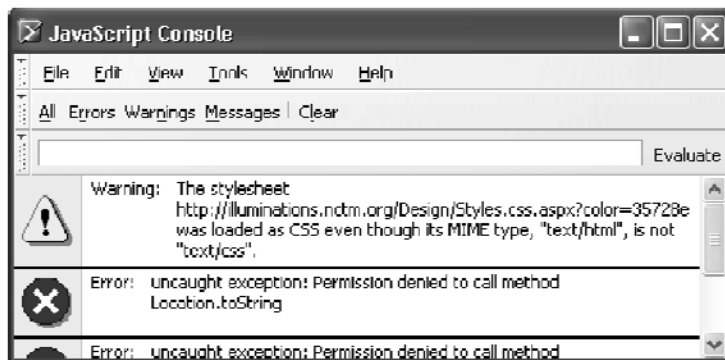 JavaScript Console
File Edit View Tools Window Help
All Errors Warnings Messages Clear
Evaluate
Warning: The stylesheet
http://illuminations.nctm.org/Design/Styles.css.aspx?color=35728e
was loaded as CSS even though its MIME type, "text/html", is not
"text/css".
Error: uncaught exception: Permission denied to call method
Location.toString
Error: uncaught exception: Permission denied to call method